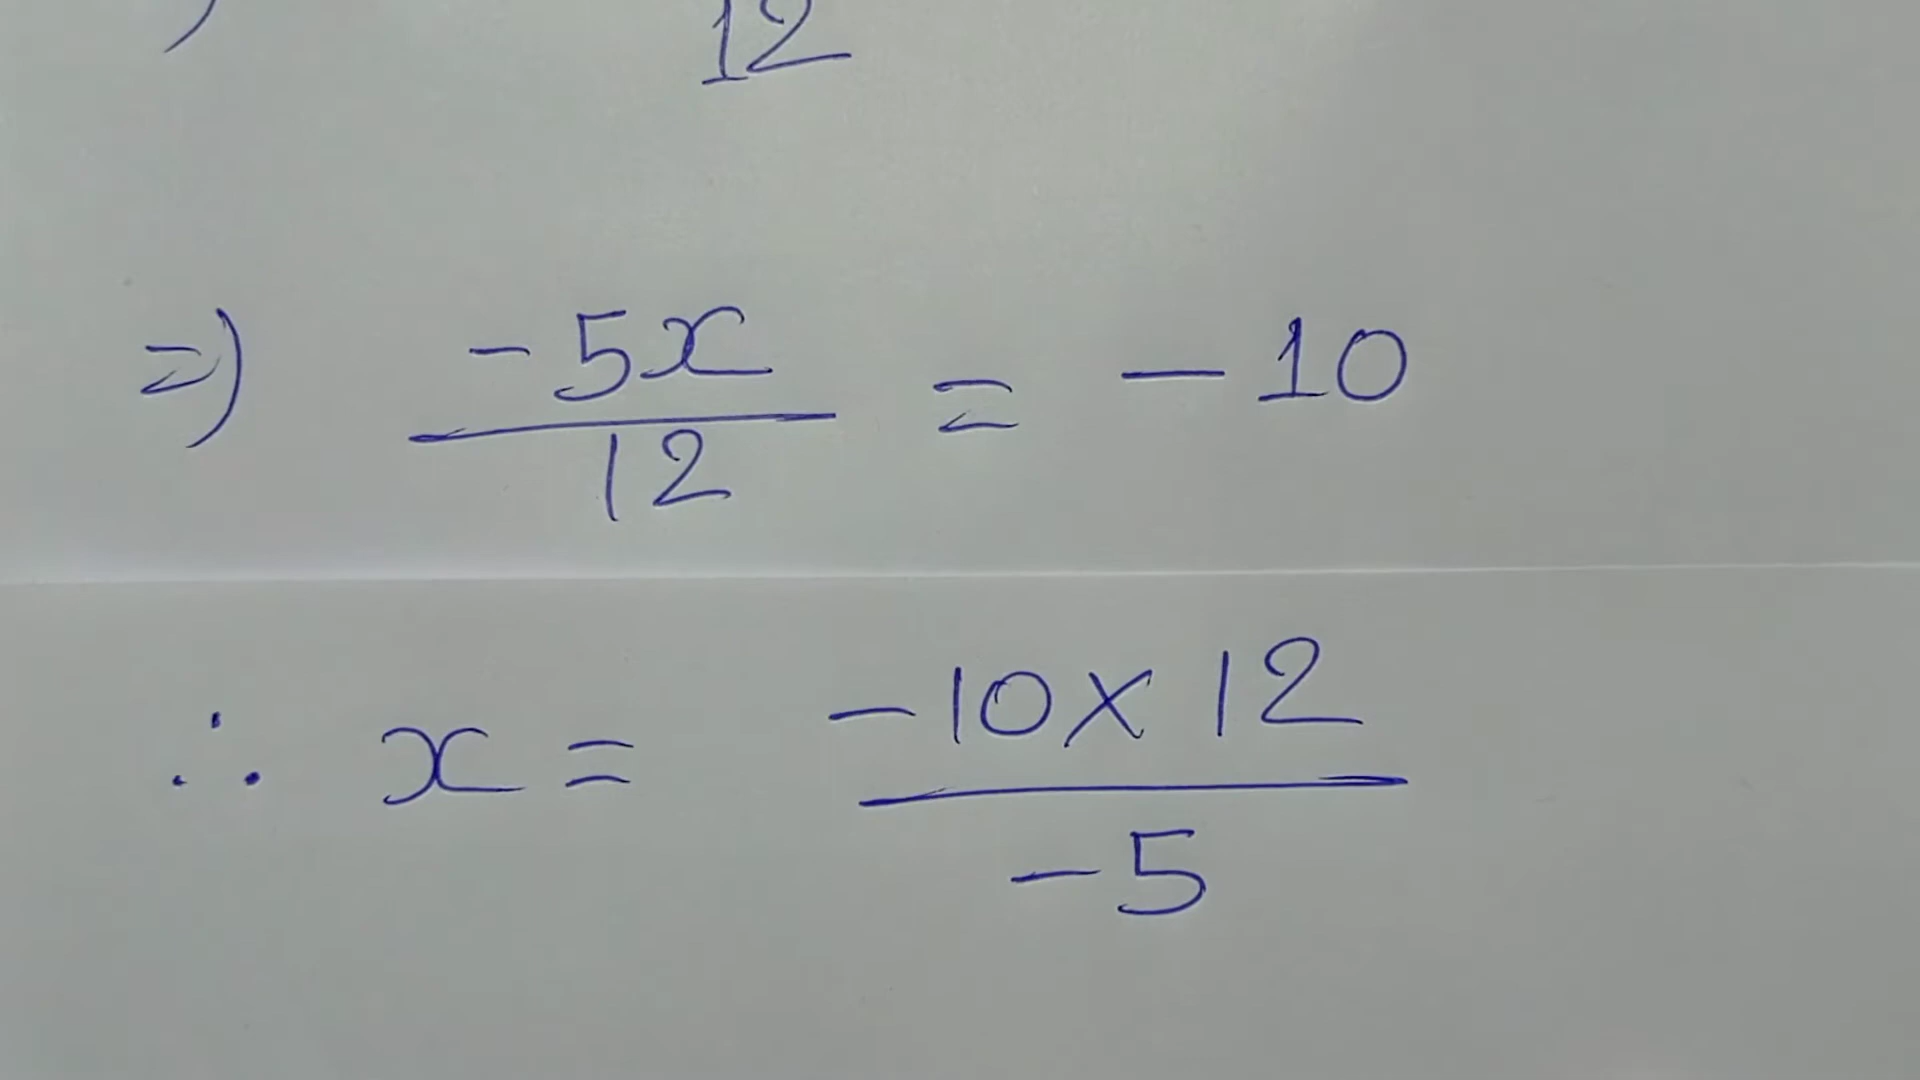 ) 12
=) -5x/12 = -10
∴ x = -10 × 12/-5